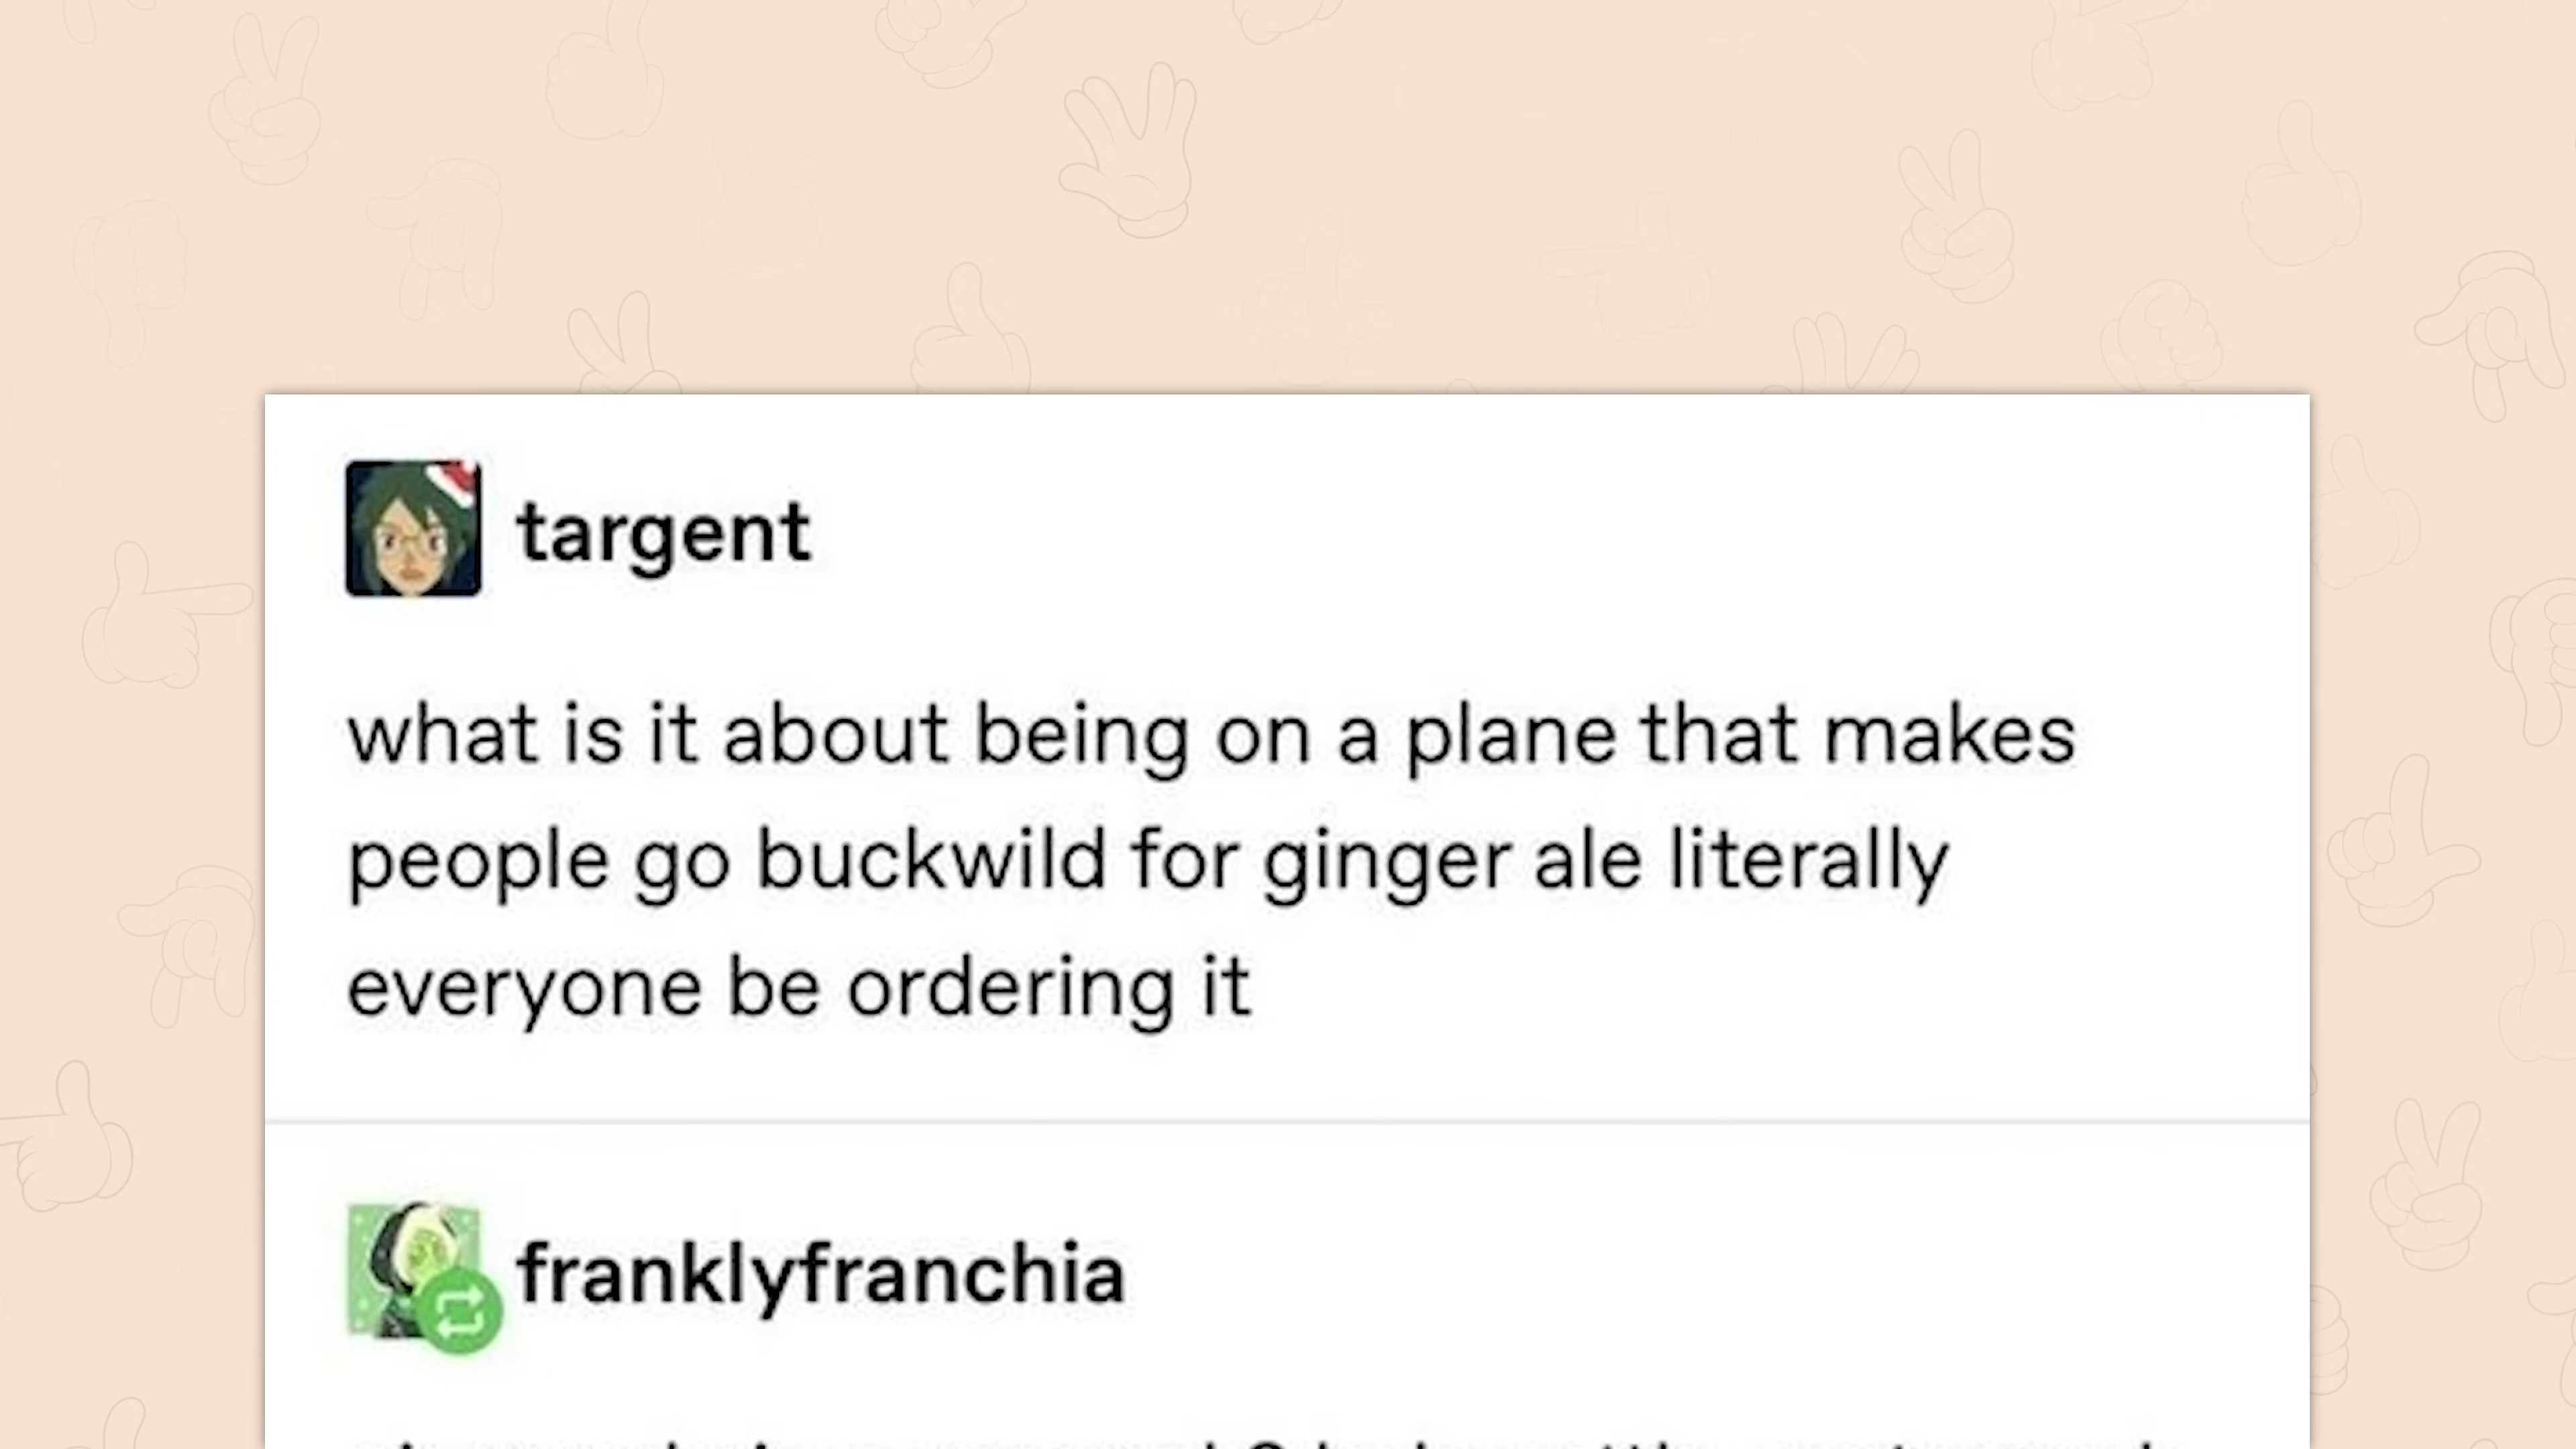 targent
what is it about being on a plane that makes
people go buckwild for ginger ale literally
everyone be ordering it
franklyfranchia